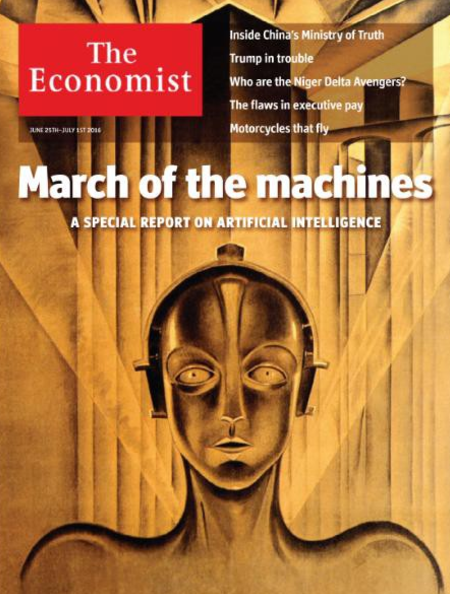 The
Economist
Inside China's Ministry of Truth
Trump in trouble
Who are the Niger Delta Avengers?
The flaws in executive pay
Motorcycles that fly
JUNE 25TH–JULY 1ST 2016
March of the machines
A SPECIAL REPORT ON ARTIFICIAL INTELLIGENCE